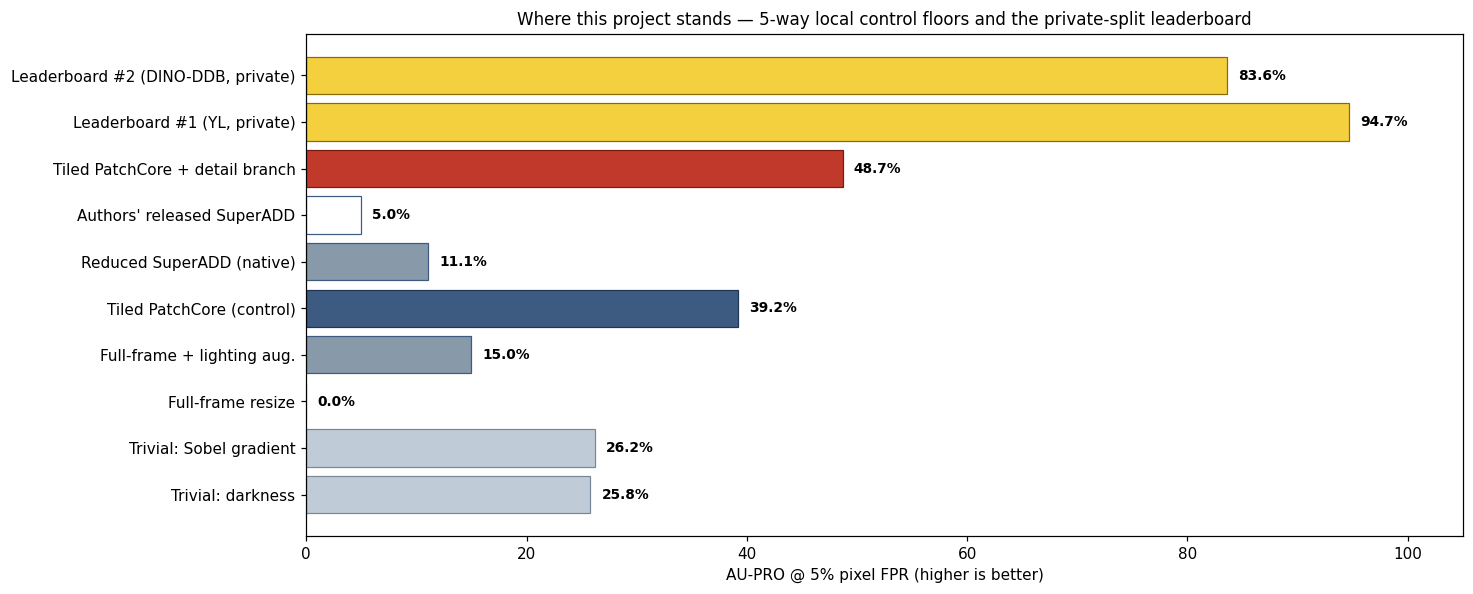 Where this project stands — 5-way local control floors and the private-split leaderboard
Leaderboard #2 (DINO-DDB, private)
83.6%
Leaderboard #1 (YL, private)
94.7%
Tiled PatchCore + detail branch
48.7%
Authors' released SuperADD
5.0%
Reduced SuperADD (native)
11.1%
Tiled PatchCore (control)
39.2%
Full-frame + lighting aug.
15.0%
Full-frame resize
0.0%
Trivial: Sobel gradient
26.2%
Trivial: darkness
25.8%
0 20 40 60 80 100
AU-PRO @ 5% pixel FPR (higher is better)